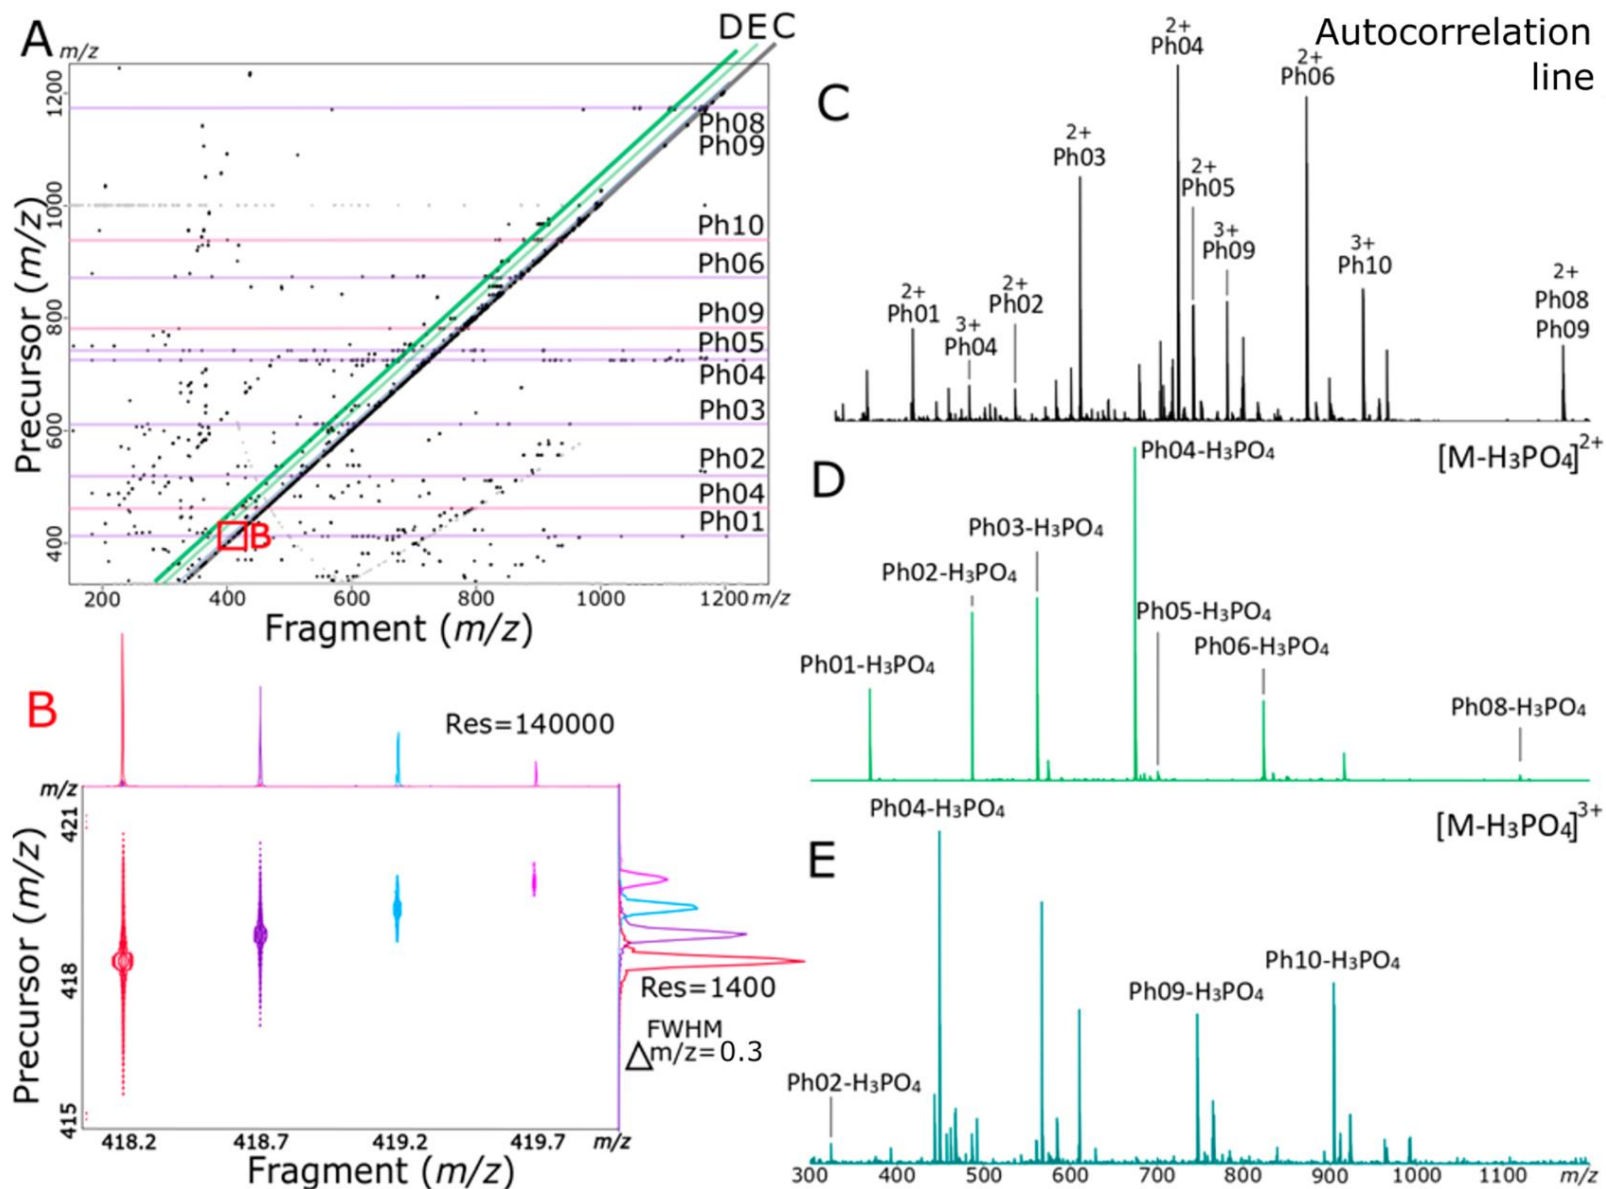 A
m/z
D E C
1200
1000
800
600
400
Precursor (m/z)
Ph08
Ph09
Ph10
Ph06
Ph09
Ph05
Ph04
Ph03
Ph02
Ph04
Ph01
B
200 400 600 800 1000 1200 m/z
Fragment (m/z)
B
Res=140000
m/z
421
418
415
Precursor (m/z)
Res=1400
FWHM
△m/z=0.3
418.2 418.7 419.2 419.7 m/z
Fragment (m/z)
Autocorrelation
line
C
2+
Ph01
3+
Ph04
2+
Ph02
2+
Ph03
2+
Ph04
2+
Ph05
3+
Ph09
2+
Ph06
3+
Ph10
2+
Ph08
Ph09
D
[M-H₃PO₄]²⁺
Ph01-H₃PO₄
Ph02-H₃PO₄
Ph03-H₃PO₄
Ph04-H₃PO₄
Ph05-H₃PO₄
Ph06-H₃PO₄
Ph08-H₃PO₄
E
[M-H₃PO₄]³⁺
Ph02-H₃PO₄
Ph04-H₃PO₄
Ph09-H₃PO₄
Ph10-H₃PO₄
300 400 500 600 700 800 900 1000 1100 m/z